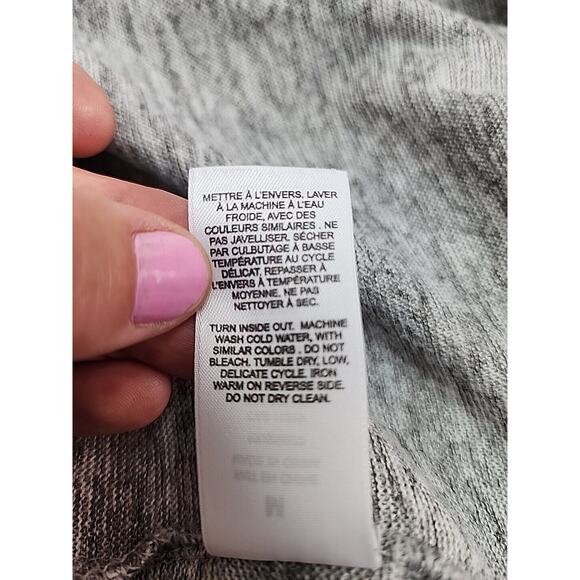 METTRE À L'ENVERS. LAVER
À LA MACHINE À L'EAU
FROIDE, AVEC DES
COULEURS SIMILAIRES . NE
PAS JAVELLISER. SÉCHER
PAR CULBUTAGE À BASSE
TEMPÉRATURE AU CYCLE
DÉLICAT, REPASSER À
L'ENVERS À TEMPÉRATURE
MOYENNE. NE PAS
NETTOYER À SEC.
TURN INSIDE OUT. MACHINE
WASH COLD WATER, WITH
SIMILAR COLORS . DO NOT
BLEACH. TUMBLE DRY, LOW,
DELICATE CYCLE. IRON
WARM ON REVERSE SIDE.
DO NOT DRY CLEAN.